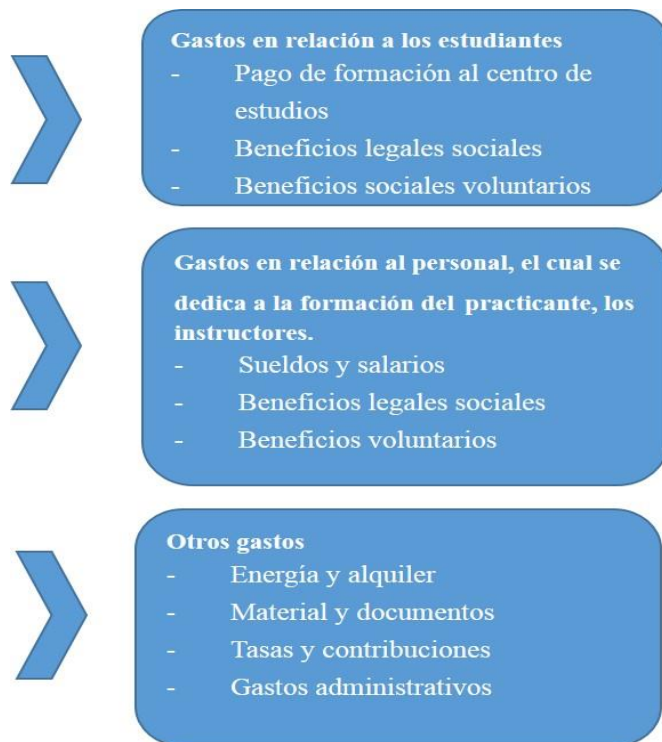 Gastos en relación a los estudiantes
- Pago de formación al centro de
estudios
- Beneficios legales sociales
- Beneficios sociales voluntarios
Gastos en relación al personal, el cual se
dedica a la formación del practicante, los
instructores.
- Sueldos y salarios
- Beneficios legales sociales
- Beneficios voluntarios
Otros gastos
- Energía y alquiler
- Material y documentos
- Tasas y contribuciones
- Gastos administrativos